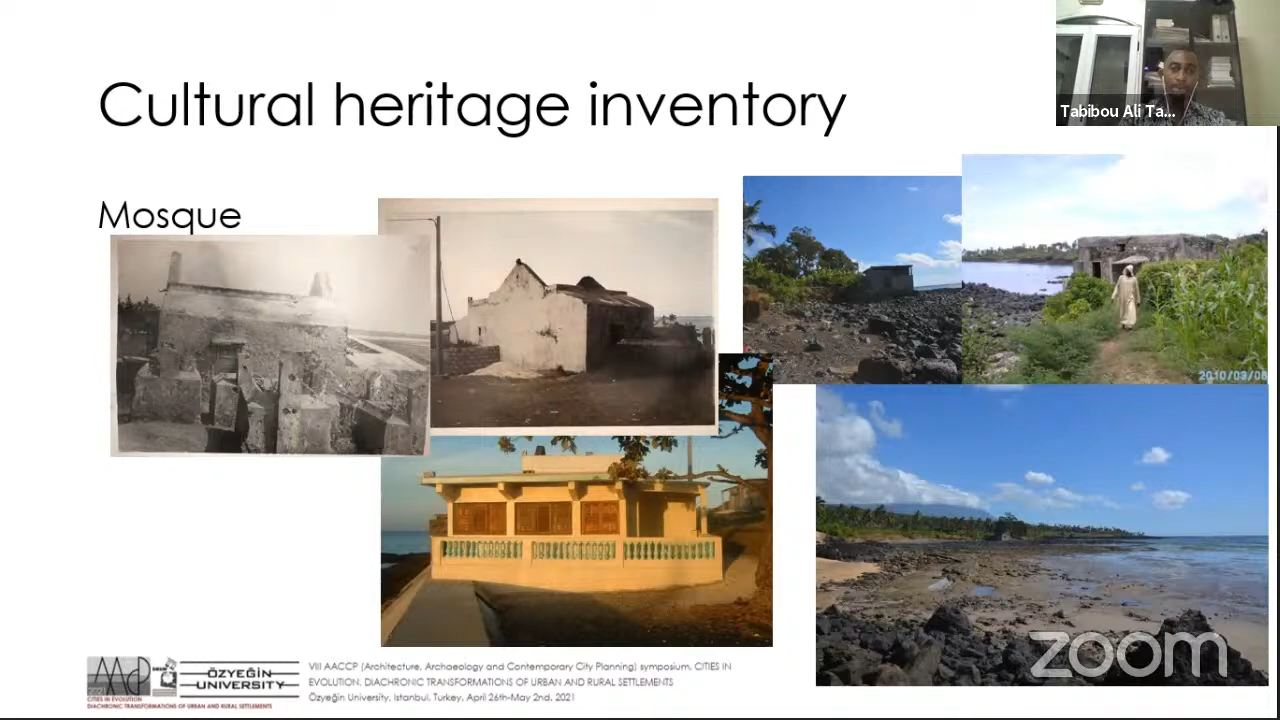 Cultural heritage inventory
Tabibou Ali Ta...
Mosque
2010/03/08
ÖZYEĞİN
UNIVERSITY
CITIES IN EVOLUTION
DIACHRONIC TRANSFORMATIONS OF URBAN AND RURAL SETTLEMENTS
VIII AACCP (Architecture, Archaeology and Contemporary City Planning) symposium. CITIES IN
EVOLUTION. DIACHRONIC TRANSFORMATIONS OF URBAN AND RURAL SETTLEMENTS
Özyeğin University, Istanbul, Turkey, April 26th-May 2nd, 2021
zoom